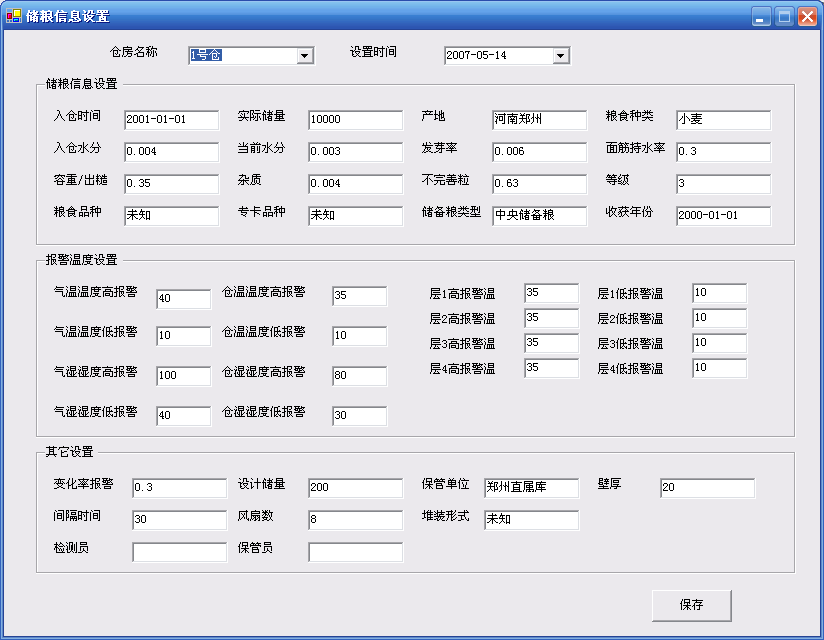 储粮信息设置
仓房名称 1号仓 设置时间 2007-05-14
储粮信息设置
入仓时间 2001-01-01 实际储量 10000 产地 河南郑州 粮食种类 小麦
入仓水分 0.004 当前水分 0.003 发芽率 0.006 面筋持水率 0.3
容重/出糙 0.35 杂质 0.004 不完善粒 0.63 等级 3
粮食品种 未知 专卡品种 未知 储备粮类型 中央储备粮 收获年份 2000-01-01
报警温度设置
气温温度高报警 40 仓温温度高报警 35 层1高报警温 35 层1低报警温 10
层2高报警温 35 层2低报警温 10
气温温度低报警 10 仓温温度低报警 10 层3高报警温 35 层3低报警温 10
气湿湿度高报警 100 仓湿湿度高报警 80 层4高报警温 35 层4低报警温 10
气湿湿度低报警 40 仓湿湿度低报警 30
其它设置
变化率报警 0.3 设计储量 200 保管单位 郑州直属库 壁厚 20
间隔时间 30 风扇数 8 堆装形式 未知
检测员 保管员
保存